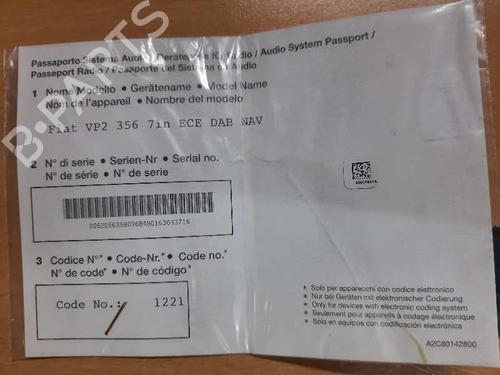 Passaporto Sistema Audio / Gerätepass für Radio / Audio System Passport /
Passeport Radio / Pasaporte del Sistema de Audio
1 Nome Modello • Gerätename • Model Name
Nom de l'appareil • Nombre del modelo
Fiat VP2 356 7in ECE DAB NAV
2 N° di serie • Serien-Nr • Serial no.
N° de série • N° de serie
3 Codice N°* • Code-Nr.* • Code no.*
N° de code* • N° de código*
Code No.: 1221
* Solo per apparecchi con codice elettronico
• Nur bei Geräten mit elektronischer Codierung
• Only for devices with electronic coding system
• Seulement pour appareils à codage électronique
• Sólo en equipos con codificación electrónica
A2C80142800
B-PARTS